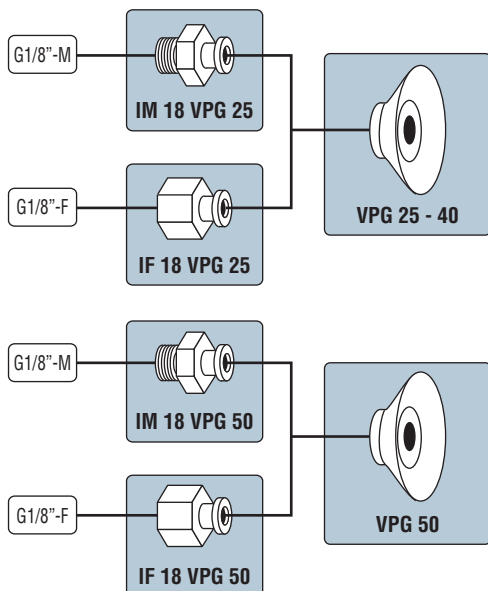 G1/8”-M
IM 18 VPG 25
G1/8”-F
IF 18 VPG 25
VPG 25 - 40
G1/8”-M
IM 18 VPG 50
G1/8”-F
IF 18 VPG 50
VPG 50